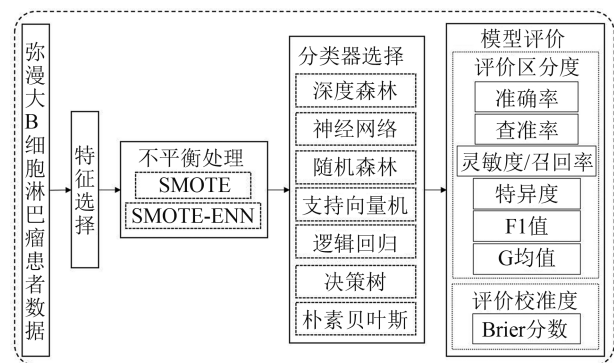 弥漫大B细胞淋巴瘤患者数据
特征选择
不平衡处理
SMOTE
SMOTE-ENN
分类器选择
深度森林
神经网络
随机森林
支持向量机
逻辑回归
决策树
朴素贝叶斯
模型评价
评价区分度
准确率
查准率
灵敏度/召回率
特异度
F1值
G均值
评价校准度
Brier分数